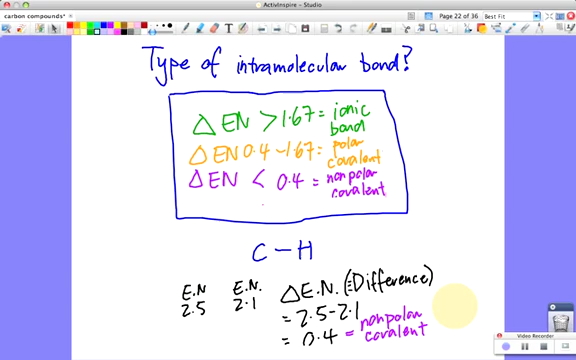 ActivInspire - Studio
carbon compounds*
Page 22 of 36
Best Fit
Type of intramolecular bond?
△ EN > 1.67 = ionic bond
△ EN 0.4 - 1.67 = polar covalent
△ EN < 0.4 = nonpolar covalent
C - H
E.N E.N. △ E.N. (=Difference)
2.5 2.1 = 2.5 - 2.1
= 0.4 = nonpolar covalent
Video Recorder